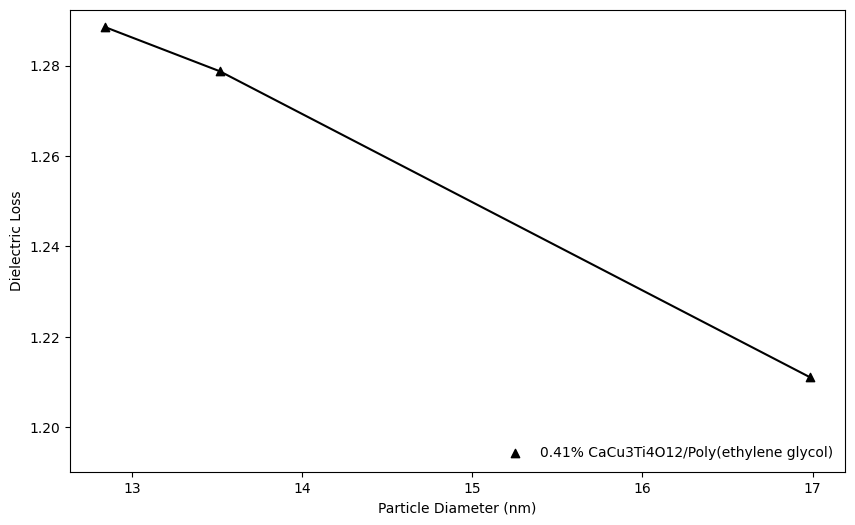 1.28
1.26
1.24
1.22
1.20
Dielectric Loss
0.41% CaCu3Ti4O12/Poly(ethylene glycol)
13 14 15 16 17
Particle Diameter (nm)